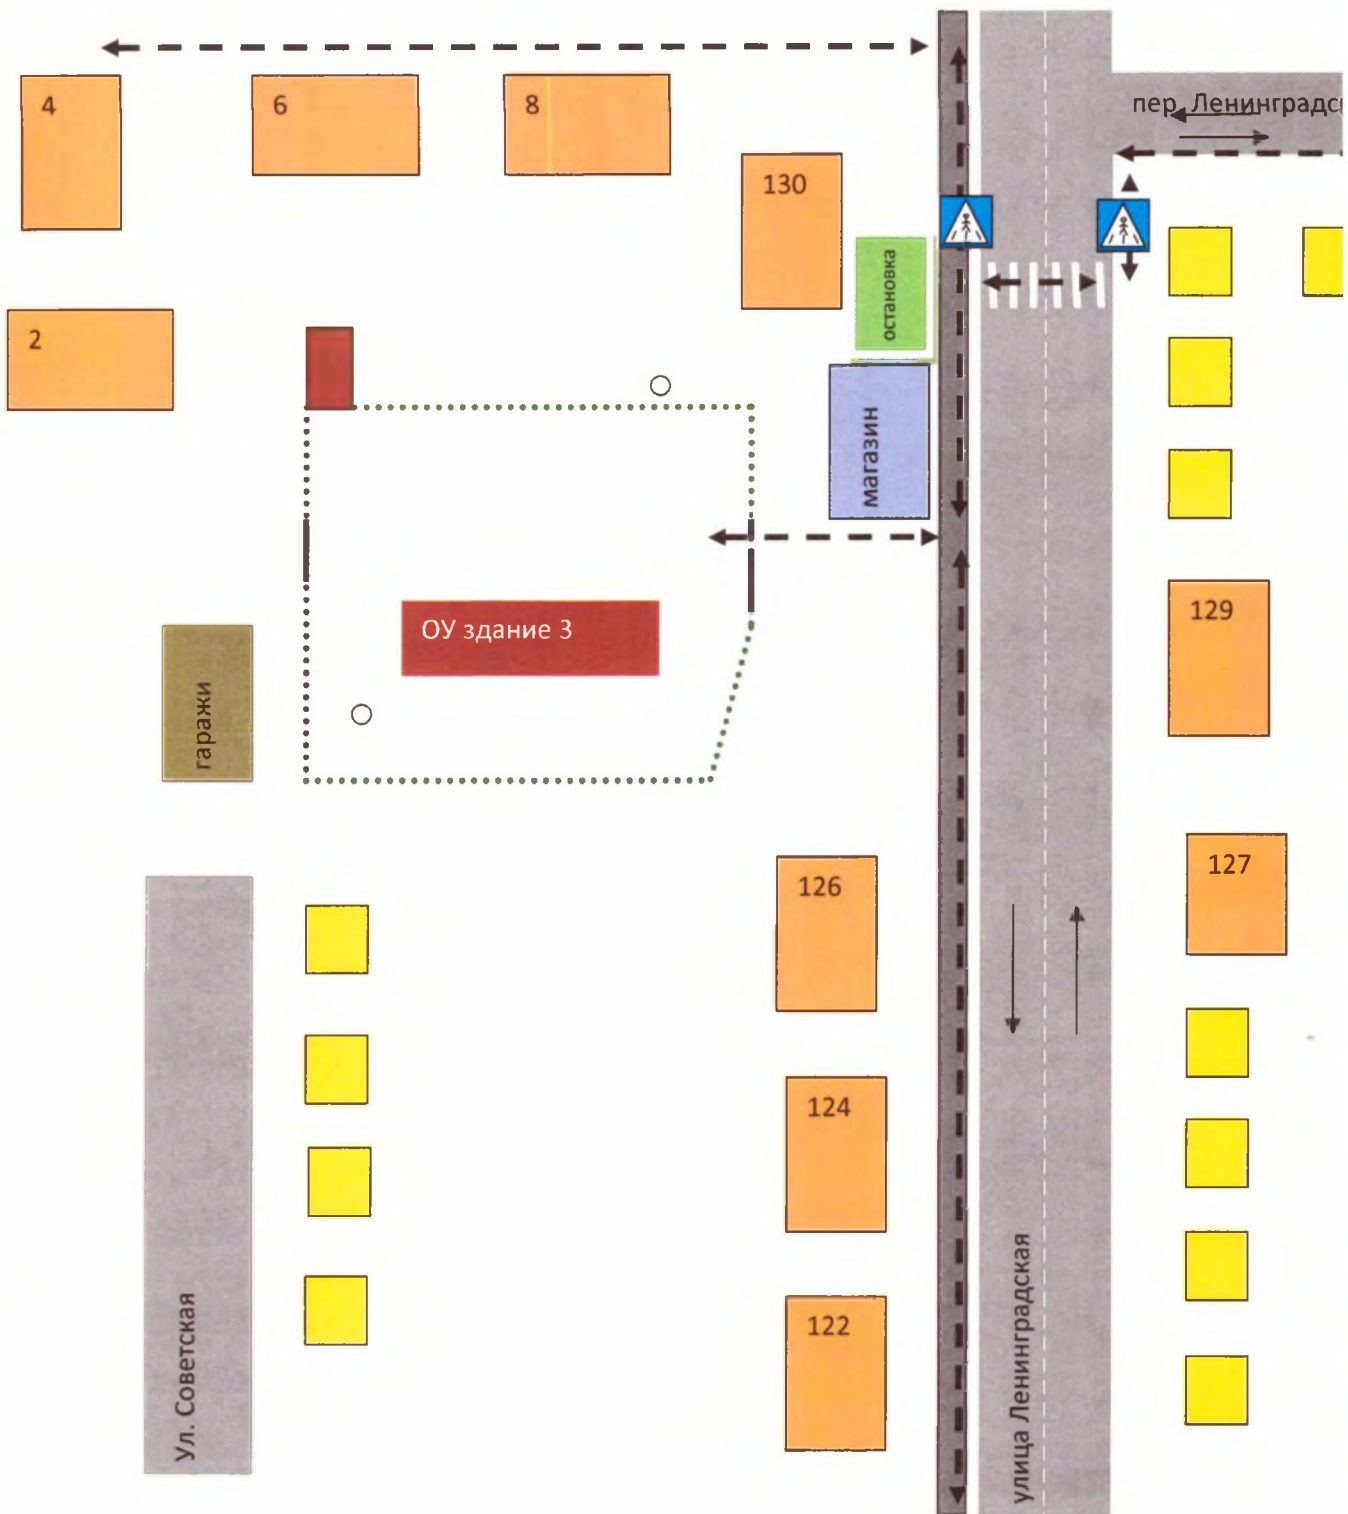 4
6
8
пер. Ленинградс
130
остановка
2
магазин
129
ОУ здание 3
гаражи
127
126
124
122
Ул. Советская
улица Ленинградская